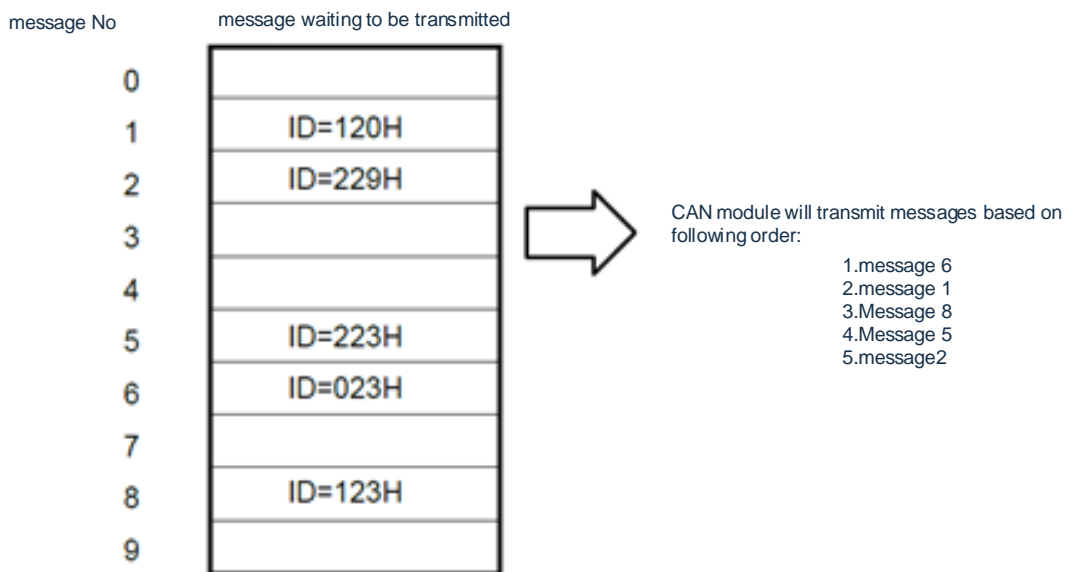 message No
message waiting to be transmitted
0
1 ID=120H
2 ID=229H
3
4
5 ID=223H
6 ID=023H
7
8 ID=123H
9
CAN module will transmit messages based on
following order:
1.message 6
2.message 1
3.Message 8
4.Message 5
5.message2